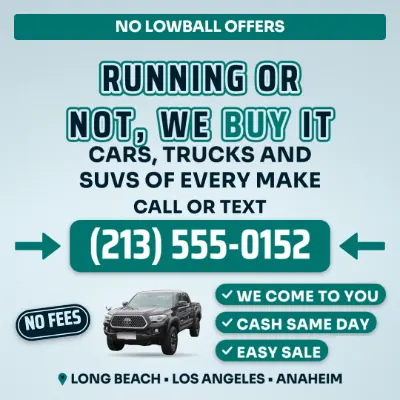 NO LOWBALL OFFERS
RUNNING OR
NOT, WE BUY IT
CARS, TRUCKS AND
SUVS OF EVERY MAKE
CALL OR TEXT
(213) 555-0152
NO FEES
WE COME TO YOU
CASH SAME DAY
EASY SALE
LONG BEACH • LOS ANGELES • ANAHEIM